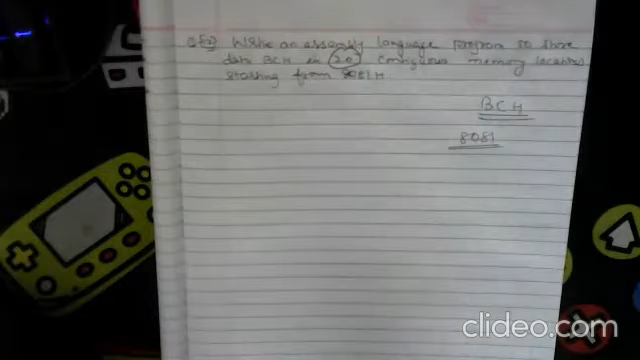 Write an assembly language program to store
data BCH in 20 contiguous memory locations
starting from 8081H
BCH
8081
clideo.com